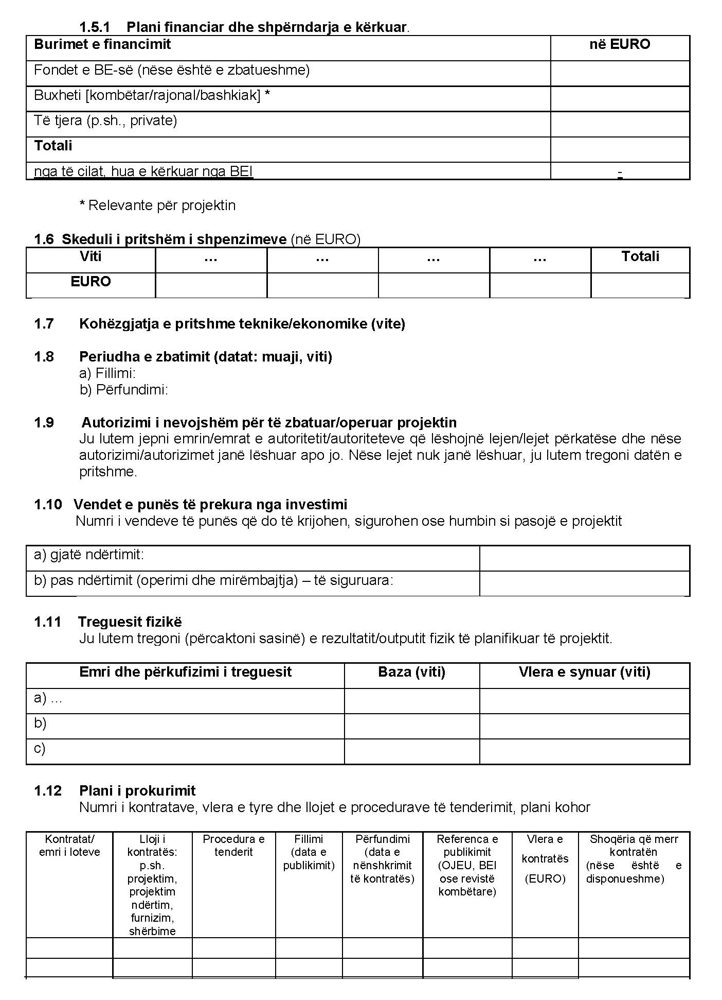 1.5.1 Plani financiar dhe shpërndarja e kërkuar.
Burimet e financimit në EURO
Fondet e BE-së (nëse është e zbatueshme)
Buxheti [kombëtar/rajonal/bashkiak] *
Të tjera (p.sh., private)
Totali
nga të cilat, hua e kërkuar nga BEI -
* Relevante për projektin
1.6 Skeduli i pritshëm i shpenzimeve (në EURO)
Viti … … … … Totali
EURO
1.7 Kohëzgjatja e pritshme teknike/ekonomike (vite)
1.8 Periudha e zbatimit (datat: muaji, viti)
a) Fillimi:
b) Përfundimi:
1.9 Autorizimi i nevojshëm për të zbatuar/operuar projektin
Ju lutem jepni emrin/emrat e autoritetit/autoriteteve që lëshojnë lejen/lejet përkatëse dhe nëse
autorizimi/autorizimet janë lëshuar apo jo. Nëse lejet nuk janë lëshuar, ju lutem tregoni datën e
pritshme.
1.10 Vendet e punës të prekura nga investimi
Numri i vendeve të punës që do të krijohen, sigurohen ose humbin si pasojë e projektit
a) gjatë ndërtimit:
b) pas ndërtimit (operimi dhe mirëmbajtja) – të siguruara:
1.11 Treguesit fizikë
Ju lutem tregoni (përcaktoni sasinë) e rezultatit/outputit fizik të planifikuar të projektit.
Emri dhe përkufizimi i treguesit Baza (viti) Vlera e synuar (viti)
a) ...
b)
c)
1.12 Plani i prokurimit
Numri i kontratave, vlera e tyre dhe llojet e procedurave të tenderimit, plani kohor
Kontratat/
emri i loteve
Lloji i
kontratës:
p.sh.
projektim,
projektim
ndërtim,
furnizim,
shërbime
Procedura e
tenderit
Fillimi
(data e
publikimit)
Përfundimi
(data e
nënshkrimit
të kontratës)
Referenca e
publikimit
(OJEU, BEI
ose revistë
kombëtare)
Vlera e
kontratës
(EURO)
Shoqëria që merr
kontratën
(nëse është e
disponueshme)